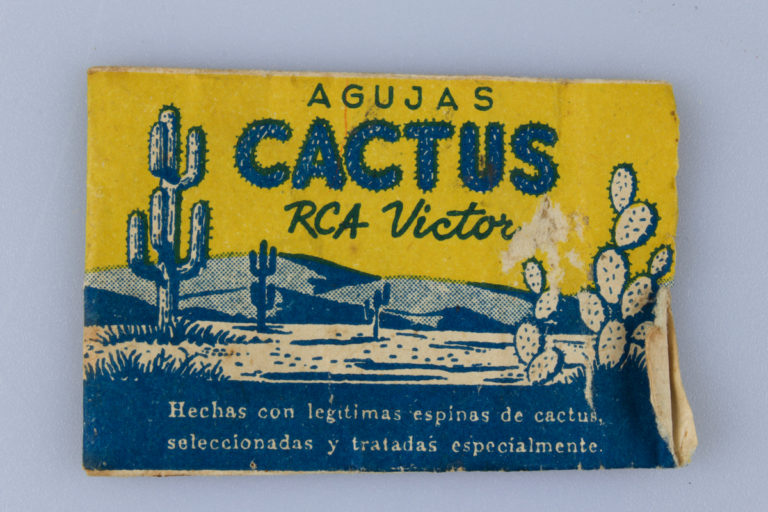 AGUJAS
CACTUS
RCA Victor
Hechas con legitimas espinas de cactus,
seleccionadas y tratadas especialmente.